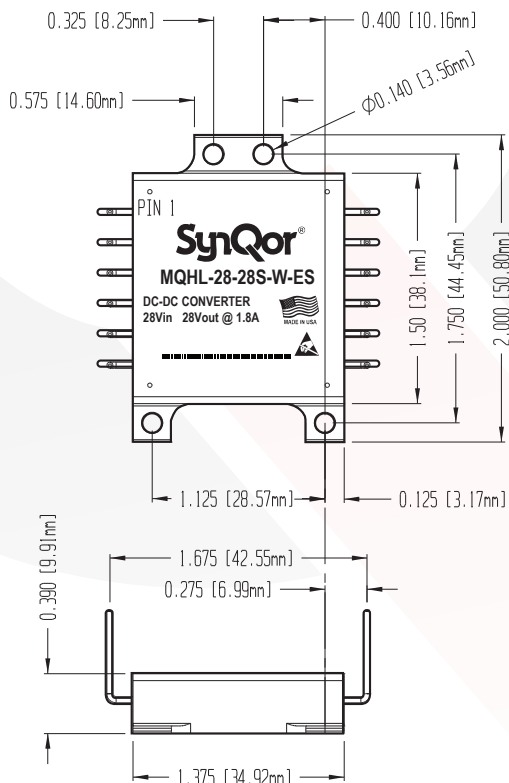 0.325 [8.25mm]
0.400 [10.16mm]
0.575 [14.60mm]
Ø0.140 [3.56mm]
PIN 1
SynQor®
MQHL-28-28S-W-ES
DC-DC CONVERTER
28Vin 28Vout @ 1.8A
MADE IN USA
1.50 [38.1mm]
1.750 [44.45mm]
2.000 [50.80mm]
1.125 [28.57mm]
0.125 [3.17mm]
0.390 [9.91mm]
1.675 [42.55mm]
0.275 [6.99mm]
1.375 [34.92mm]